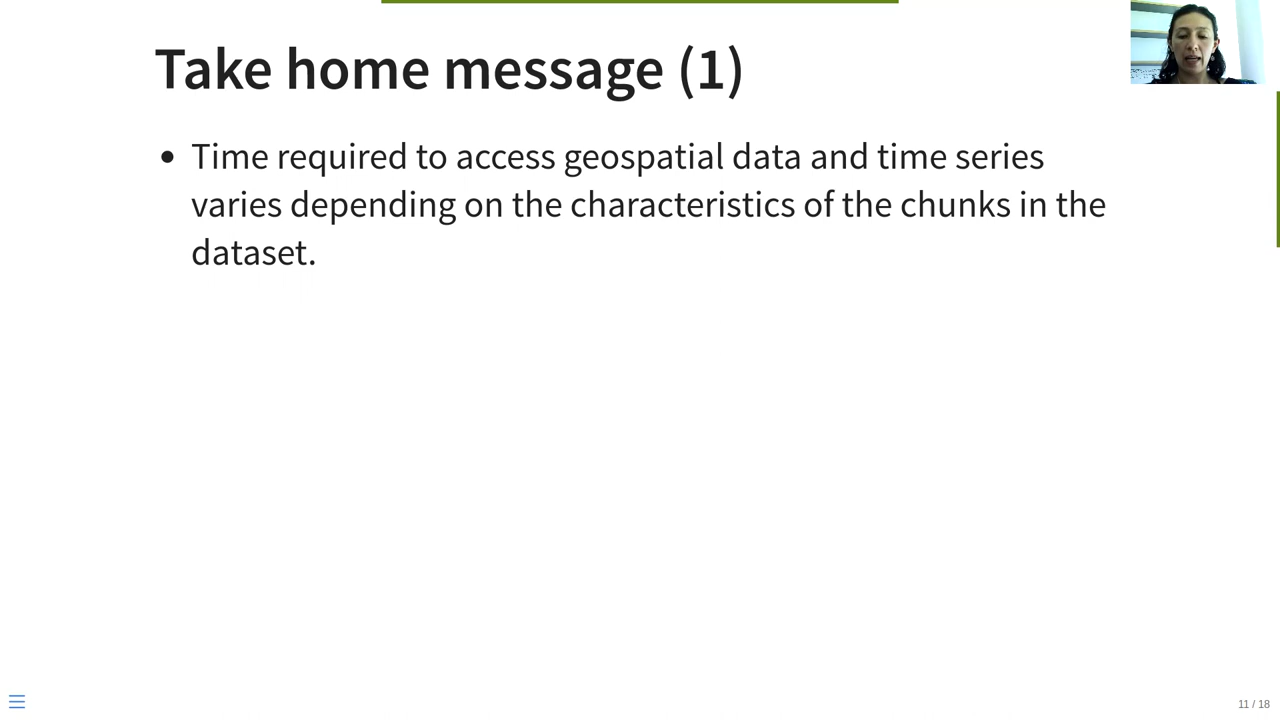 Take home message (1)
• Time required to access geospatial data and time series
varies depending on the characteristics of the chunks in the
dataset.
11 / 18